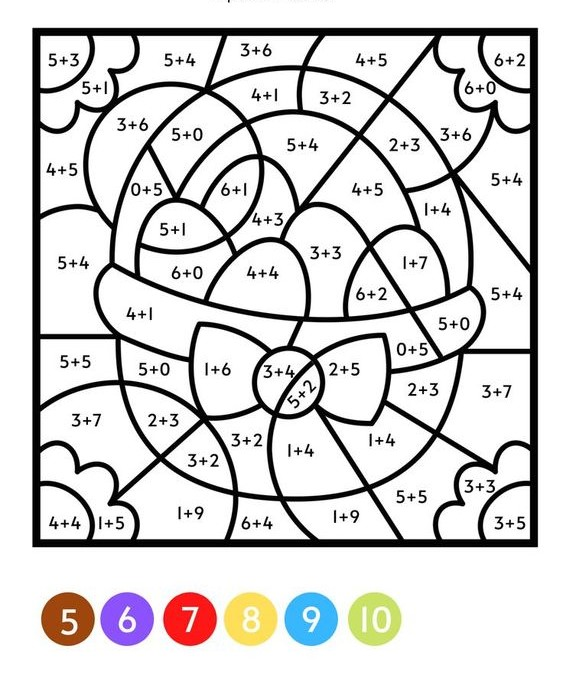 5+3 5+4 3+6 4+5 6+2
5+1 4+1 3+2 6+0
3+6 5+0 5+4 2+3 3+6
4+5 0+5 6+1 4+5 5+4
5+1 4+3 1+4
5+4 6+0 4+4 3+3 1+7
6+2 5+4
4+1 5+0
0+5
5+5 5+0 1+6 3+4 2+5 2+3 3+7
5+2
3+7 2+3 3+2 1+4 1+4
3+2
5+5 3+3
4+4 1+5 1+9 6+4 1+9 3+5
5 6 7 8 9 10